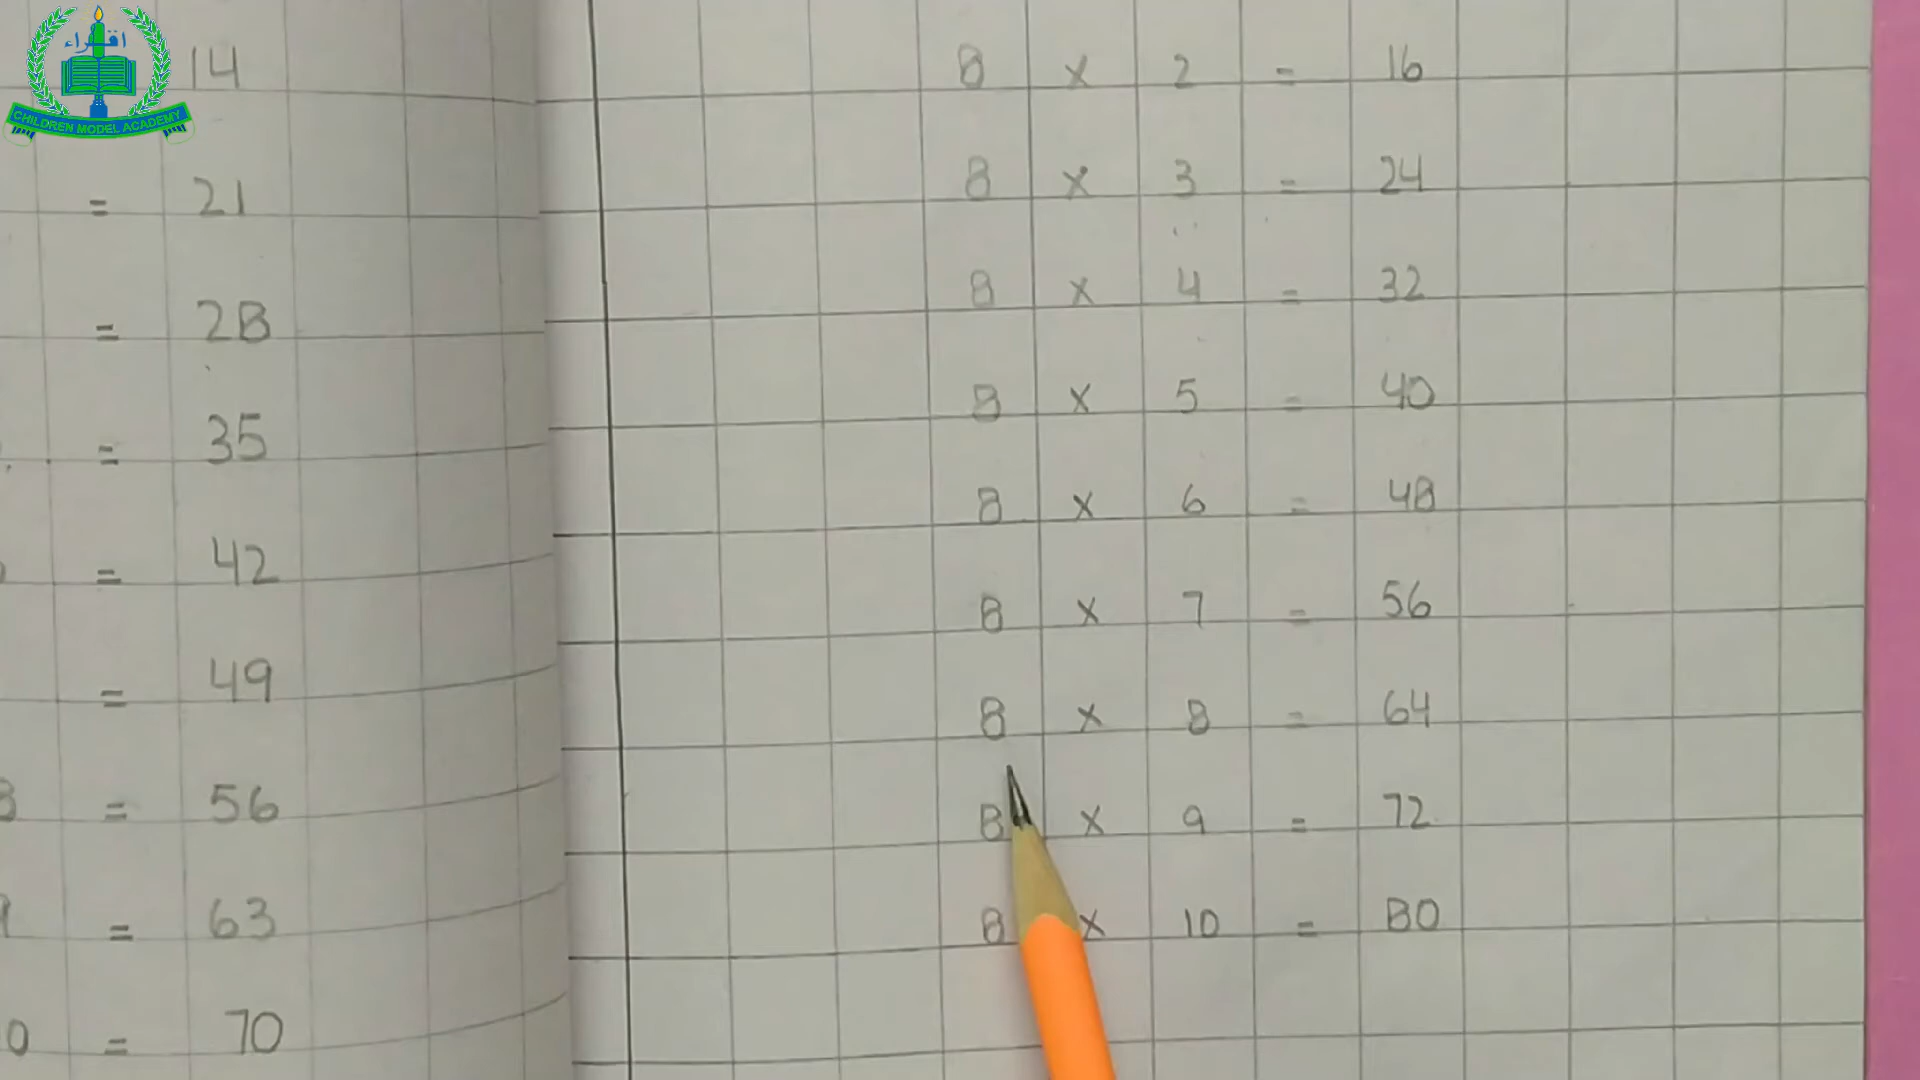 اقراء
CHILDREN MODEL ACADEMY
14
= 21
= 28
= 35
= 42
= 49
= 56
= 63
0 = 70
8 × 2 = 16
8 × 3 = 24
8 × 4 = 32
8 × 5 = 40
8 × 6 = 48
8 × 7 = 56
8 × 8 = 64
8 × 9 = 72
8 × 10 = 80